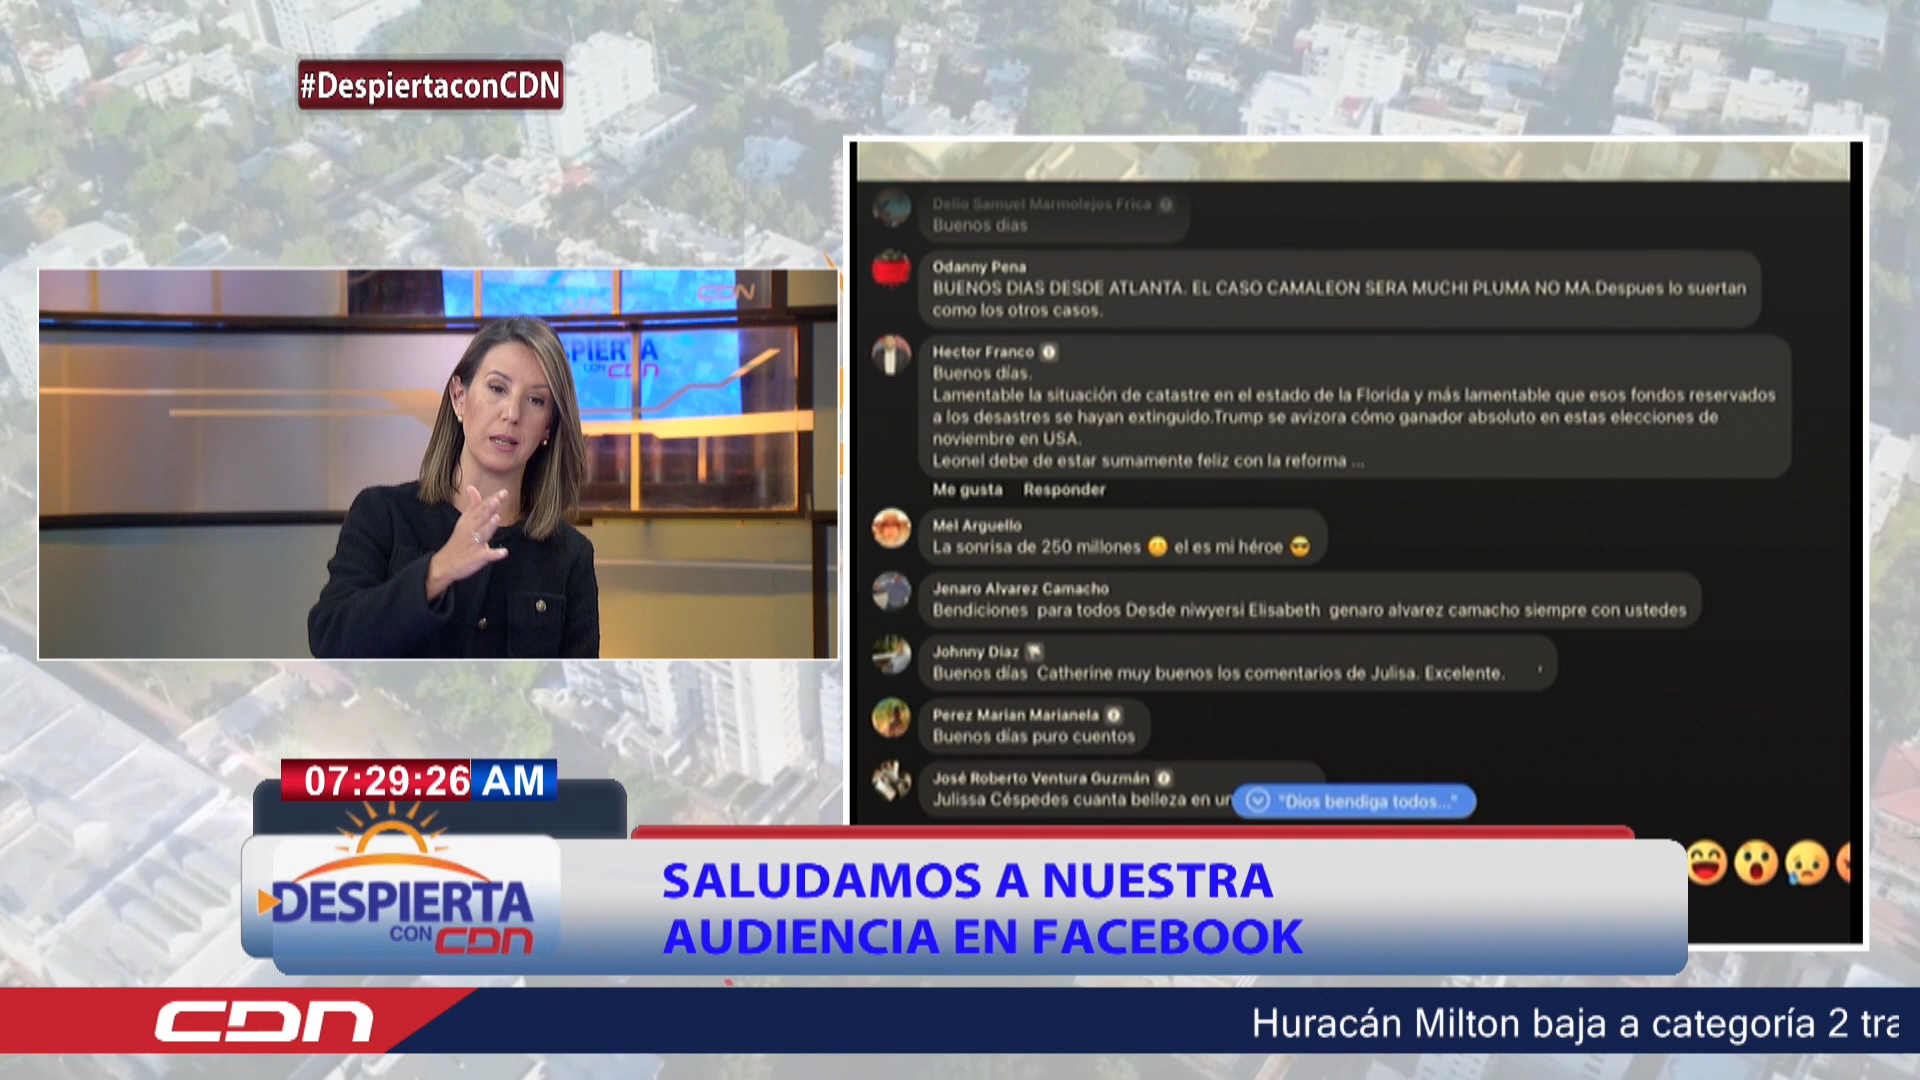 #DespiertaconCDN
CDN
SPIERTA
CON CDN
Delio Samuel Marmolejos Frica
Buenos dias
Odanny Pena
BUENOS DIAS DESDE ATLANTA. EL CASO CAMALEON SERA MUCHI PLUMA NO MA.Despues lo suertan
como los otros casos.
Hector Franco
Buenos días.
Lamentable la situación de catastre en el estado de la Florida y más lamentable que esos fondos reservados
a los desastres se hayan extinguido.Trump se avizora cómo ganador absoluto en estas elecciones de
noviembre en USA.
Leonel debe de estar sumamente feliz con la reforma ...
Me gusta Responder
Mel Arguello
La sonrisa de 250 millones 😊 el es mi héroe 😎
Jenaro Alvarez Camacho
Bendiciones para todos Desde niwyersi Elisabeth genaro alvarez camacho siempre con ustedes
Johnny Diaz
Buenos días Catherine muy buenos los comentarios de Julisa. Excelente.
Perez Marian Marianela
Buenos días puro cuentos
José Roberto Ventura Guzmán
Julissa Céspedes cuanta belleza en un
"Dios bendiga todos..."
07:29:26 AM
DESPIERTA
CON CDN
SALUDAMOS A NUESTRA
AUDIENCIA EN FACEBOOK
CDN
Huracán Milton baja a categoría 2 tra